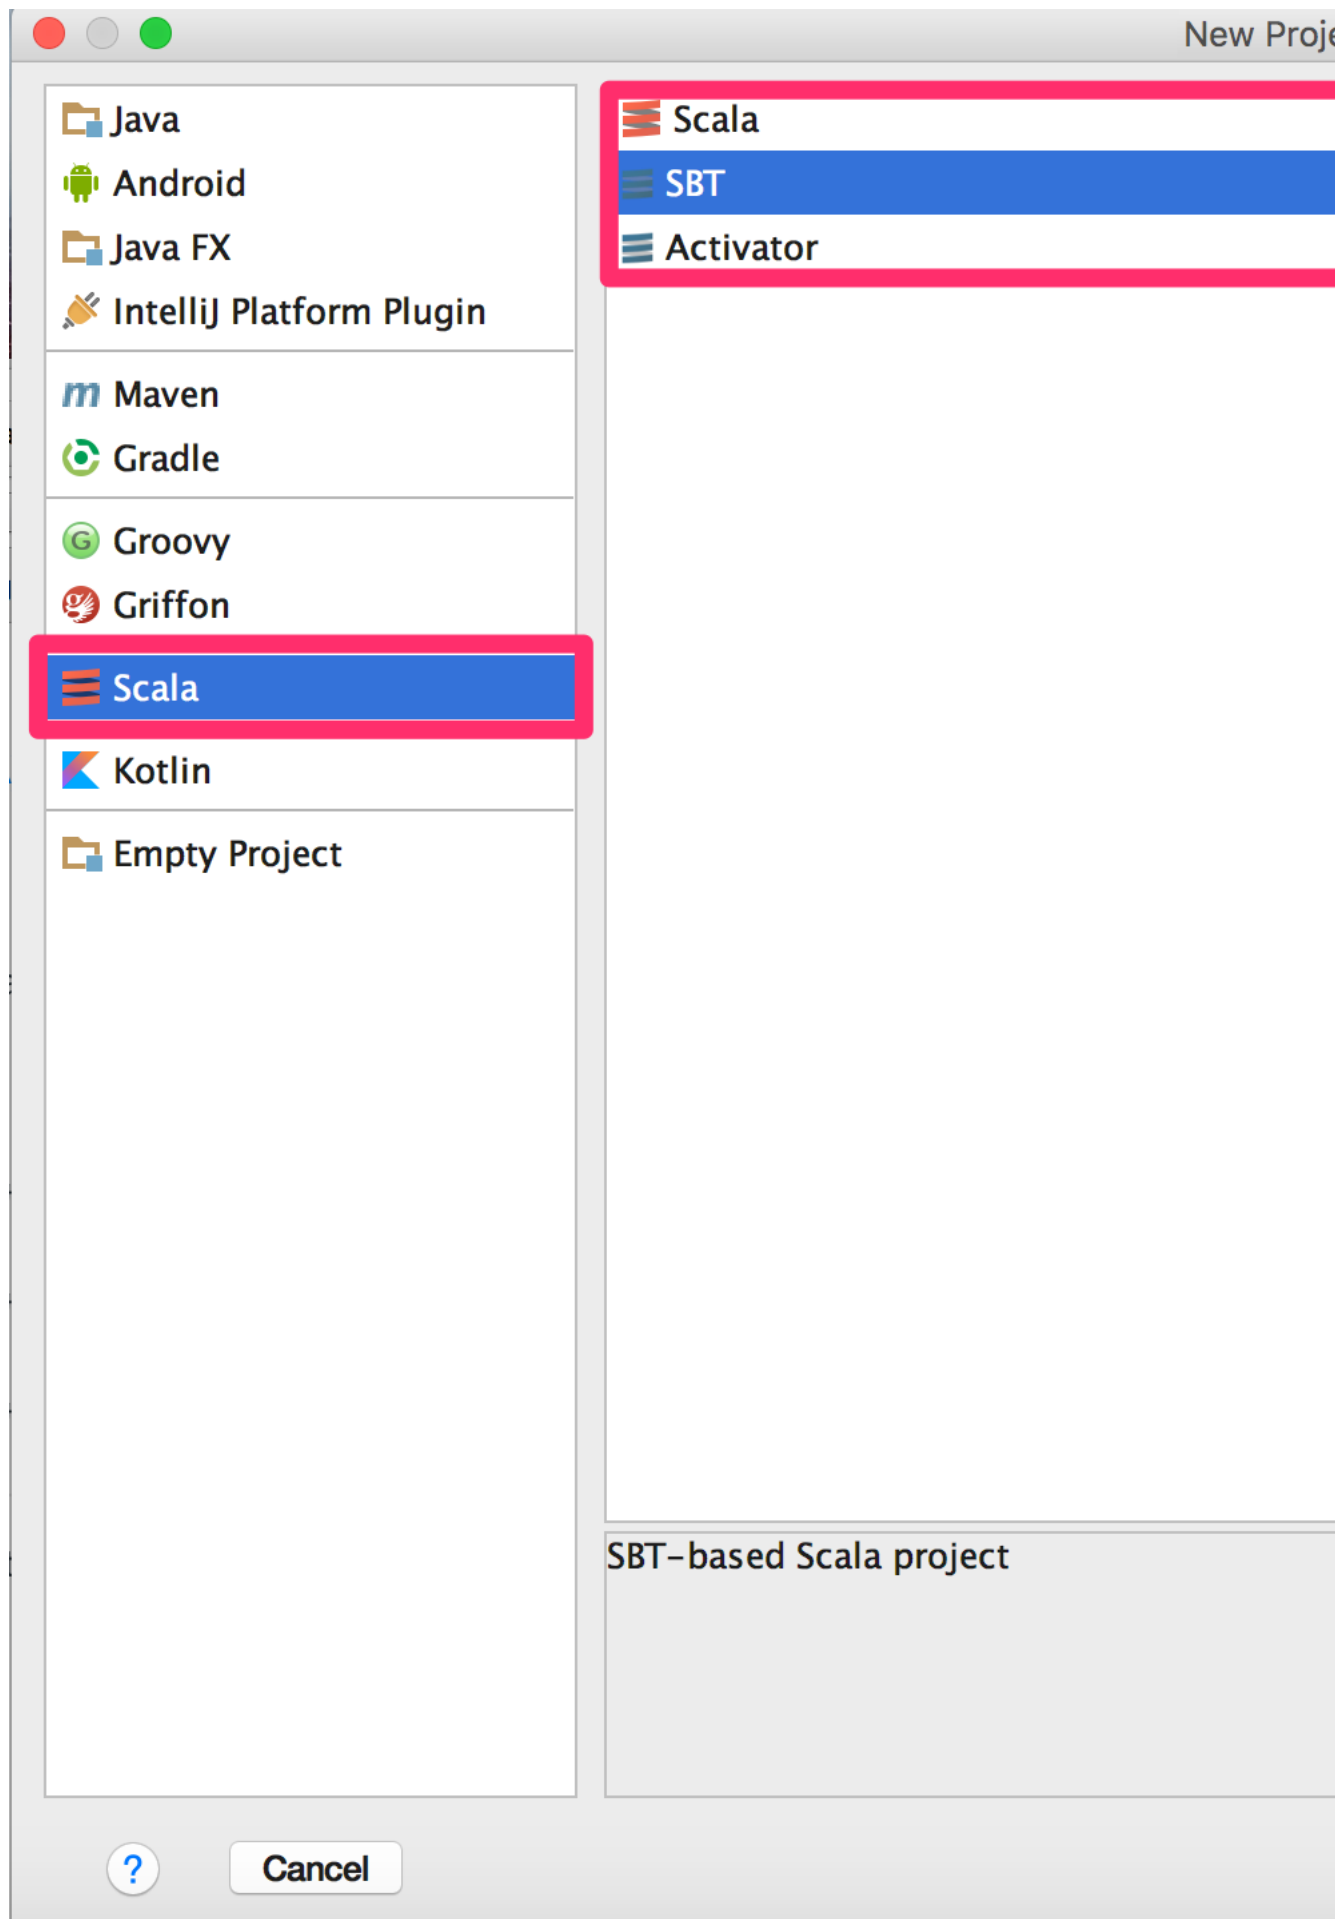 New Proje
Java
Android
Java FX
IntelliJ Platform Plugin
Maven
Gradle
Groovy
Griffon
Scala
Kotlin
Empty Project
Scala
SBT
Activator
SBT-based Scala project
?
Cancel